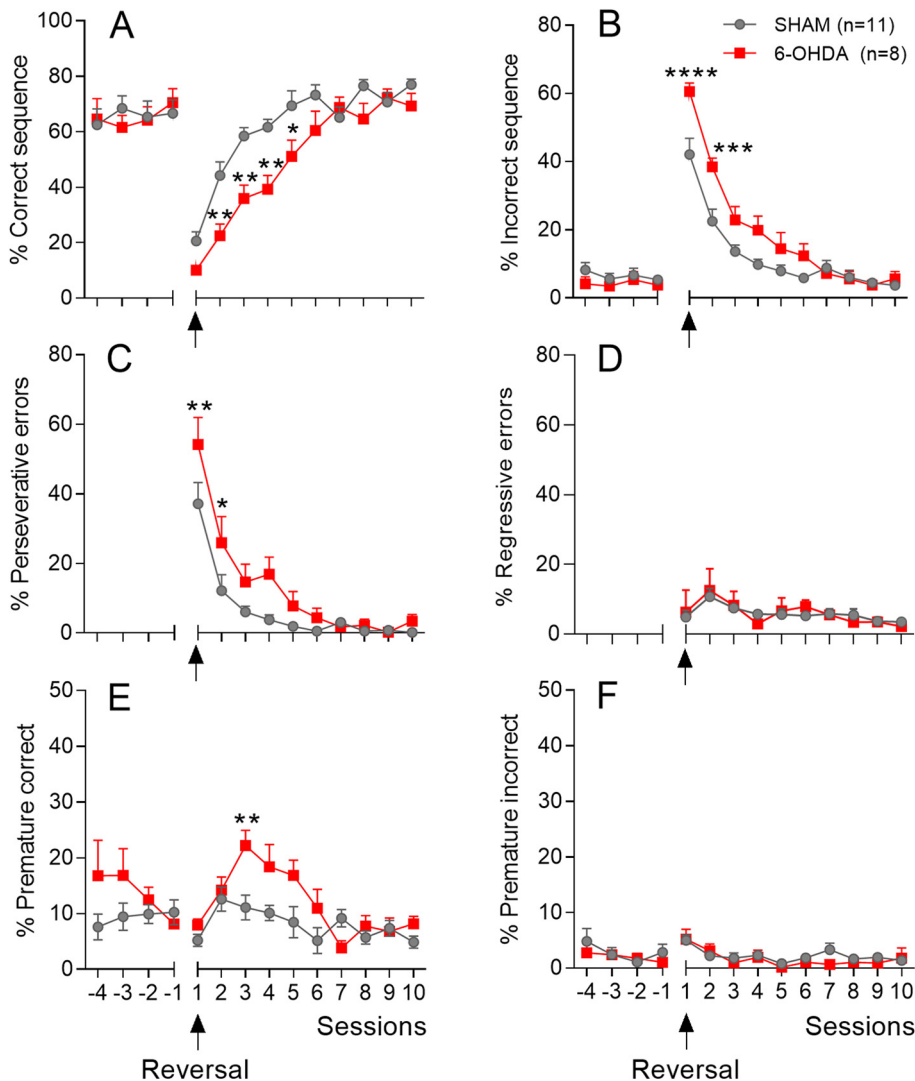 A
% Correct sequence
100
80
60
40
20
0
**
**
**
*
B
SHAM (n=11)
6-OHDA (n=8)
% Incorrect sequence
80
60
40
20
0
****
***
C
% Perseverative errors
80
60
40
20
0
**
*
D
% Regressive errors
80
60
40
20
0
E
% Premature correct
50
40
30
20
10
0
**
-4 -3 -2 -1 1 2 3 4 5 6 7 8 9 10
Sessions
Reversal
F
% Premature incorrect
50
40
30
20
10
0
-4 -3 -2 -1 1 2 3 4 5 6 7 8 9 10
Sessions
Reversal